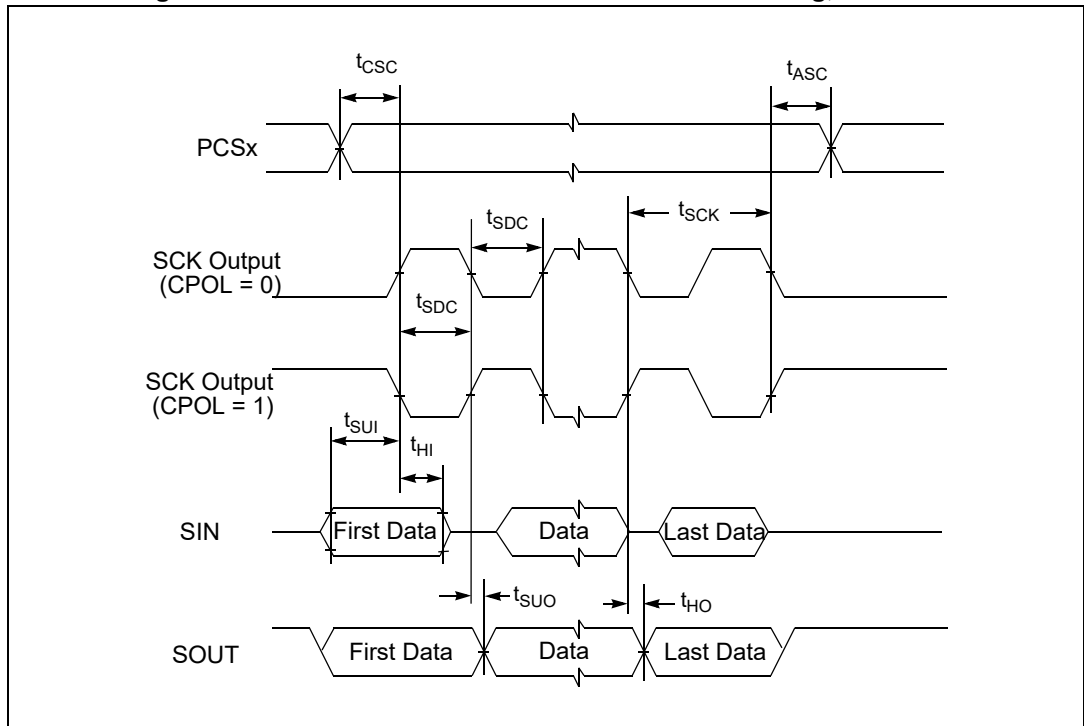 tCSC
tASC
PCSx
tSCK
tSDC
SCK Output
(CPOL = 0)
tSDC
SCK Output
(CPOL = 1)
tSUI
tHI
SIN
First Data
Data
Last Data
tSUO
tHO
SOUT
First Data
Data
Last Data